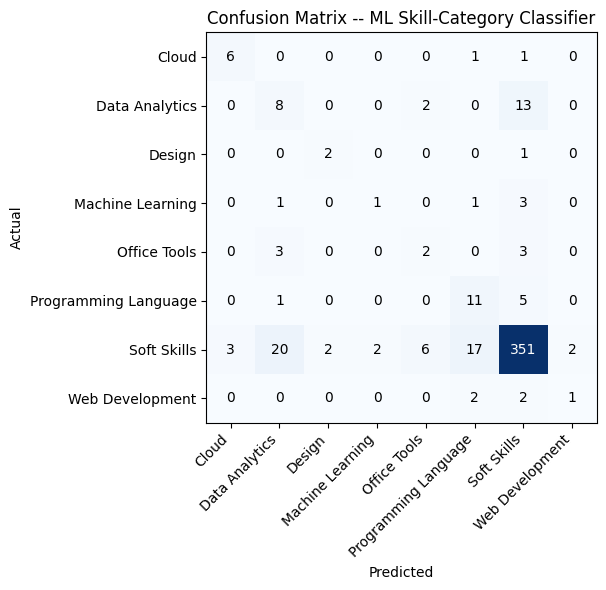 Confusion Matrix -- ML Skill-Category Classifier
Actual
Cloud 6 0 0 0 0 1 1 0
Data Analytics 0 8 0 0 2 0 13 0
Design 0 0 2 0 0 0 1 0
Machine Learning 0 1 0 1 0 1 3 0
Office Tools 0 3 0 0 2 0 3 0
Programming Language 0 1 0 0 0 11 5 0
Soft Skills 3 20 2 2 6 17 351 2
Web Development 0 0 0 0 0 2 2 1
Cloud
Data Analytics
Design
Machine Learning
Office Tools
Programming Language
Soft Skills
Web Development
Predicted